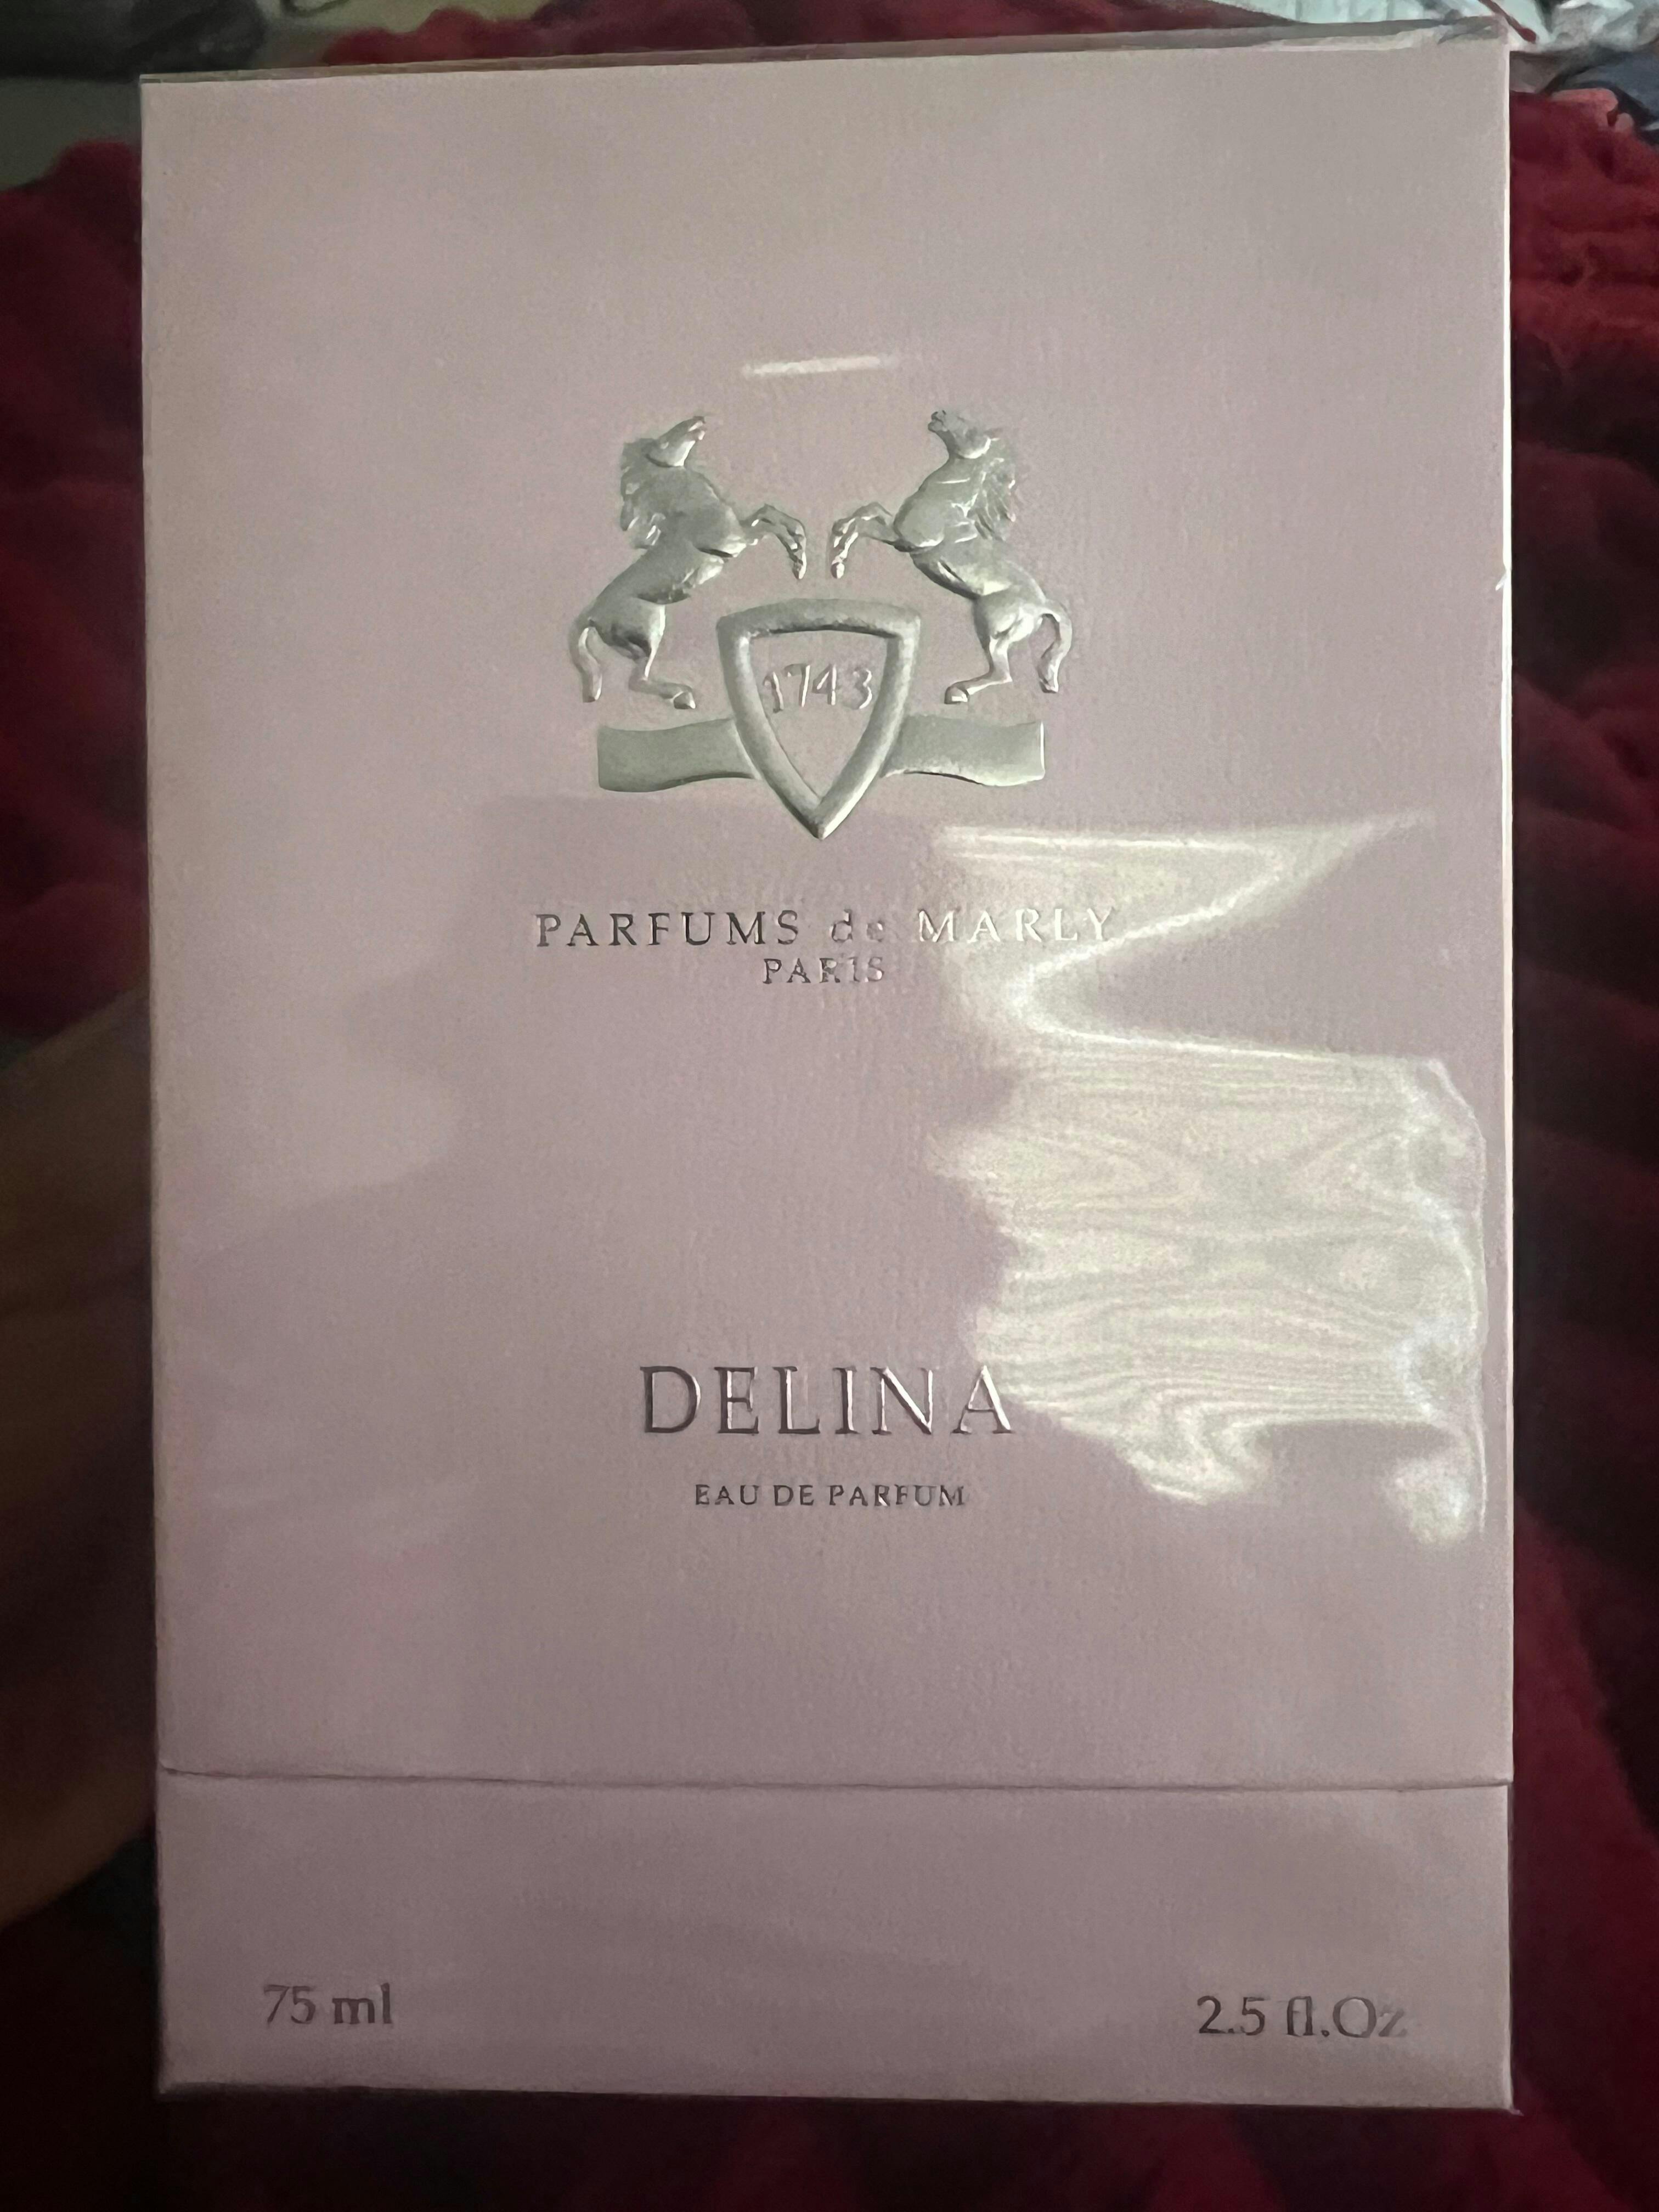 1743
PARFUMS de MARLY
PARIS
DELINA
EAU DE PARFUM
75 ml
2.5 fl.Oz